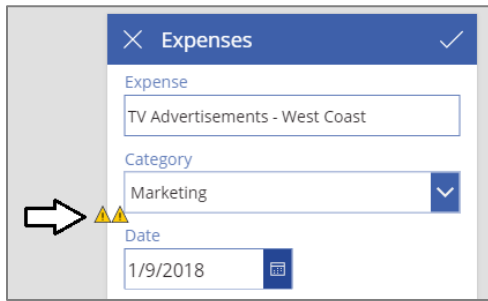 Expenses
Expense
TV Advertisements - West Coast
Category
Marketing
Date
1/9/2018